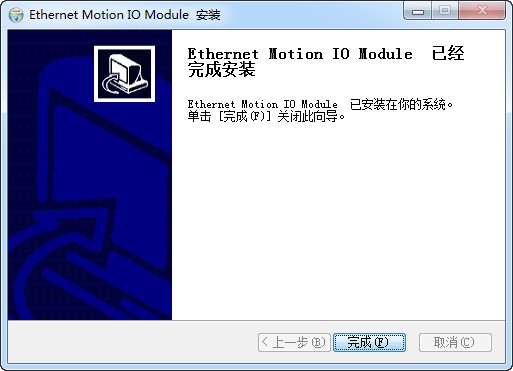 Ethernet Motion IO Module 安装
Ethernet Motion IO Module 已经
完成安装
Ethernet Motion IO Module 已安装在你的系统。
单击 [完成(F)] 关闭此向导。
< 上一步(B)
完成(F)
取消(C)